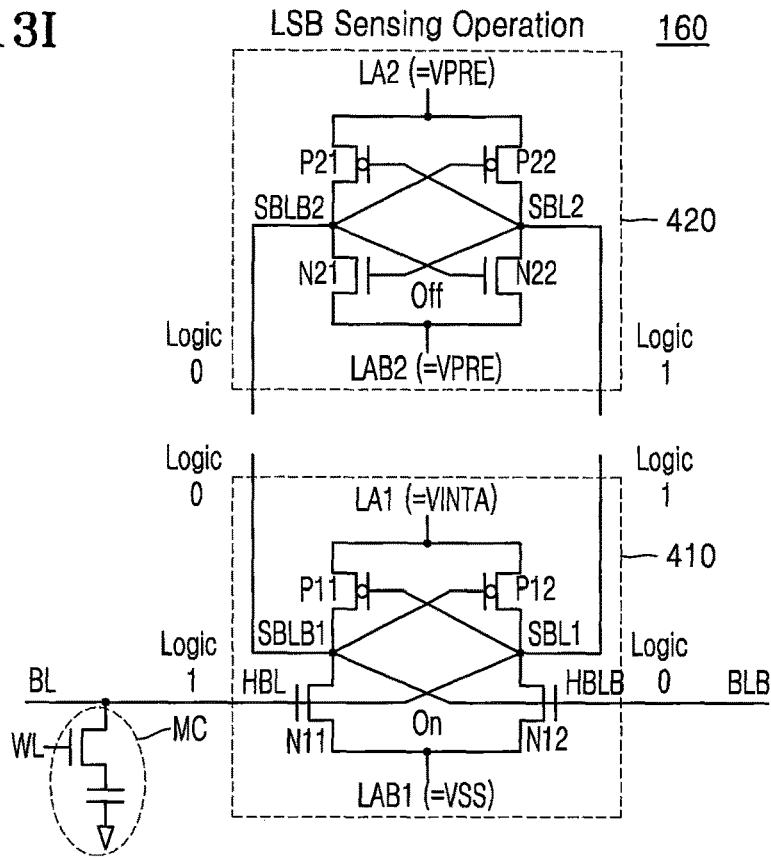 13I
LSB Sensing Operation 160
LA2 (=VPRE)
P21 P22
SBLB2 SBL2
420
N21 N22
Off
Logic 0
Logic 1
LAB2 (=VPRE)
Logic 0
Logic 1
LA1 (=VINTA)
410
P11 P12
SBLB1 SBL1
Logic 1
Logic 0
BL HBL HBLB BLB
MC
On
WL
N11 N12
LAB1 (=VSS)